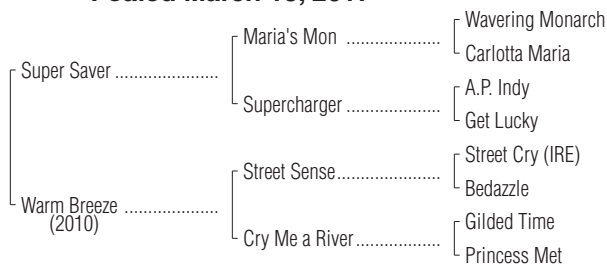 Foaled March 2017
Wavering Monarch
Maria's Mon ....................
Carlotta Maria
Super Saver ......................
A.P. Indy
Supercharger ....................
Get Lucky
Street Cry (IRE)
Street Sense......................
Bedazzle
Warm Breeze ....................
(2010)
Gilded Time
Cry Me a River..................
Princess Met